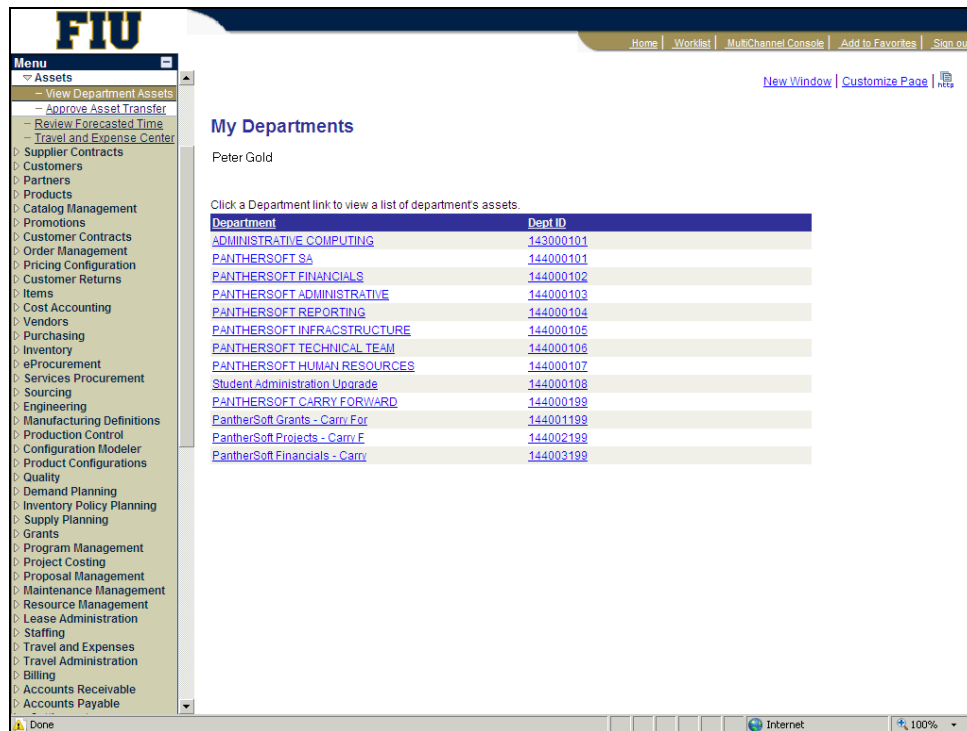 FIU
Home | Worklist | MultiChannel Console | Add to Favorites | Sign ou
Menu
Assets
– View Department Assets
– Approve Asset Transfer
– Review Forecasted Time
– Travel and Expense Center
Supplier Contracts
Customers
Partners
Products
Catalog Management
Promotions
Customer Contracts
Order Management
Pricing Configuration
Customer Returns
Items
Cost Accounting
Vendors
Purchasing
Inventory
eProcurement
Services Procurement
Sourcing
Engineering
Manufacturing Definitions
Production Control
Configuration Modeler
Product Configurations
Quality
Demand Planning
Inventory Policy Planning
Supply Planning
Grants
Program Management
Project Costing
Proposal Management
Maintenance Management
Resource Management
Lease Administration
Staffing
Travel and Expenses
Travel Administration
Billing
Accounts Receivable
Accounts Payable
New Window | Customize Page | http
My Departments
Peter Gold
Click a Department link to view a list of department's assets.
Department Dept ID
ADMINISTRATIVE COMPUTING 143000101
PANTHERSOFT SA 144000101
PANTHERSOFT FINANCIALS 144000102
PANTHERSOFT ADMINISTRATIVE 144000103
PANTHERSOFT REPORTING 144000104
PANTHERSOFT INFRACSTRUCTURE 144000105
PANTHERSOFT TECHNICAL TEAM 144000106
PANTHERSOFT HUMAN RESOURCES 144000107
Student Administration Upgrade 144000108
PANTHERSOFT CARRY FORWARD 144000199
PantherSoft Grants - Carry For 144001199
PantherSoft Projects - Carry F 144002199
PantherSoft Financials - Carry 144003199
Done Internet 100%